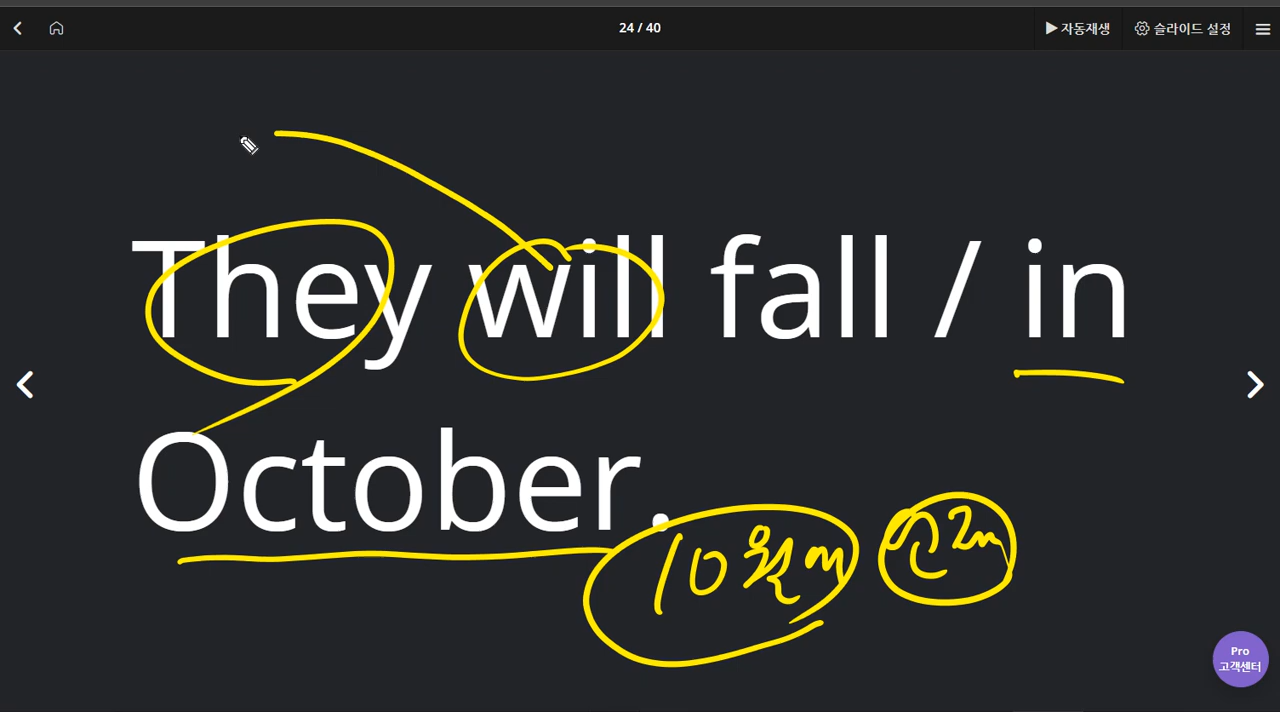 24 / 40
▶ 자동재생
슬라이드 설정
They will fall / in
October.
10월에
Pro
고객센터